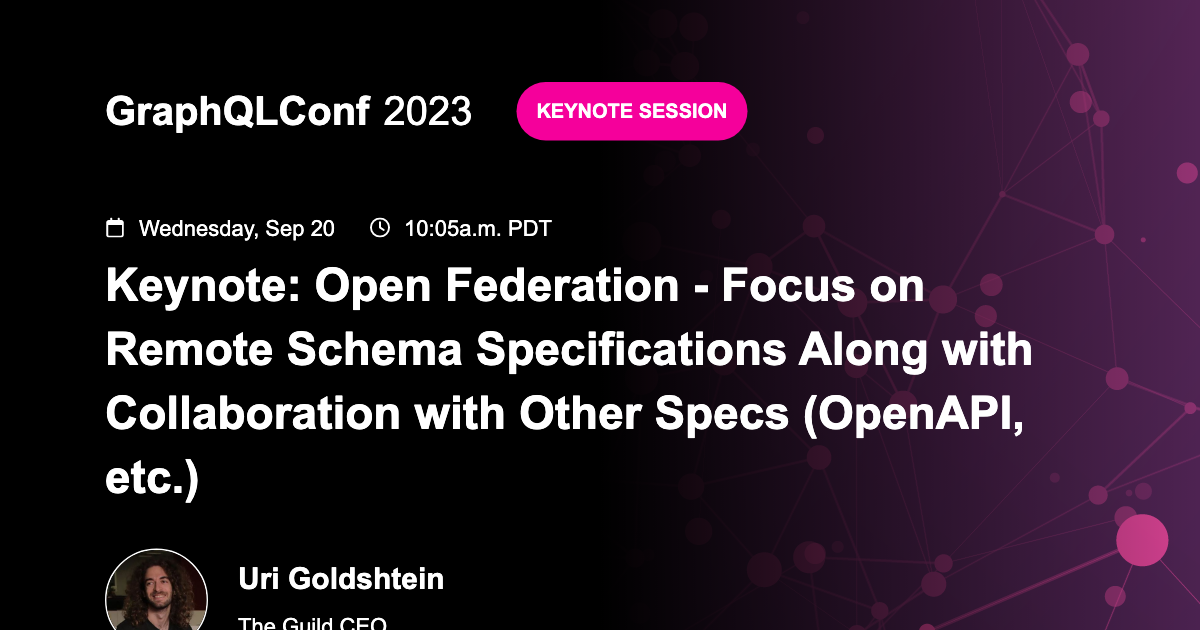 GraphQLConf 2023
KEYNOTE SESSION
Wednesday, Sep 20
10:05a.m. PDT
Keynote: Open Federation - Focus on
Remote Schema Specifications Along with
Collaboration with Other Specs (OpenAPI,
etc.)
Uri Goldshtein
The Guild CEO